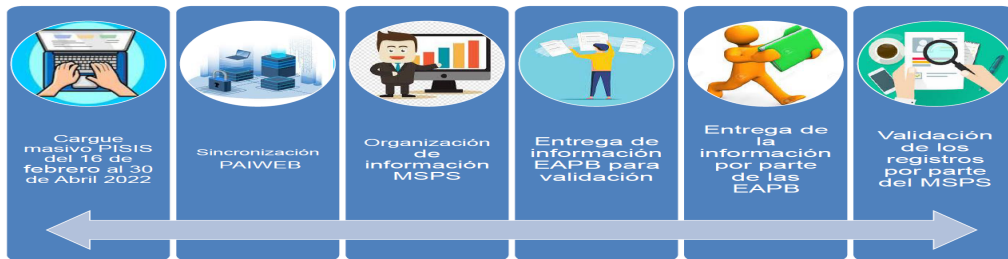 Cargue
masivo PISIS
del 16 de
febrero al 30
de Abril 2022
Sincronización
PAIWEB
Organización
de
información
MSPS
Entrega de
información
EAPB para
validación
Entrega de
la
información
por parte
de las
EAPB
Validación
de los
registros
por parte
del MSPS